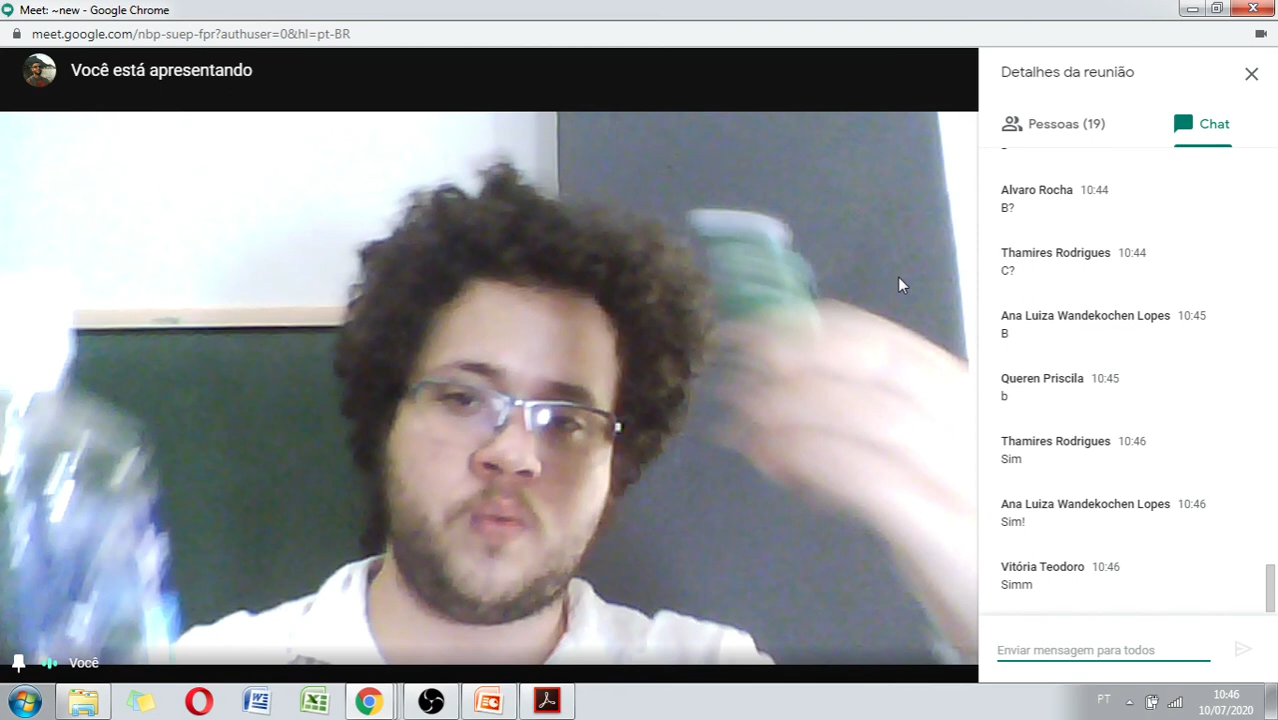 Meet: ~new - Google Chrome
meet.google.com/nbp-suep-fpr?authuser=0&hl=pt-BR
Você está apresentando
Detalhes da reunião
Pessoas (19)
Chat
Alvaro Rocha 10:44
B?
Thamires Rodrigues 10:44
C?
Ana Luiza Wandekochen Lopes 10:45
B
Queren Priscila 10:45
b
Thamires Rodrigues 10:46
Sim
Ana Luiza Wandekochen Lopes 10:46
Sim!
Vitória Teodoro 10:46
Simm
Enviar mensagem para todos
Você
PT
10:46
10/07/2020